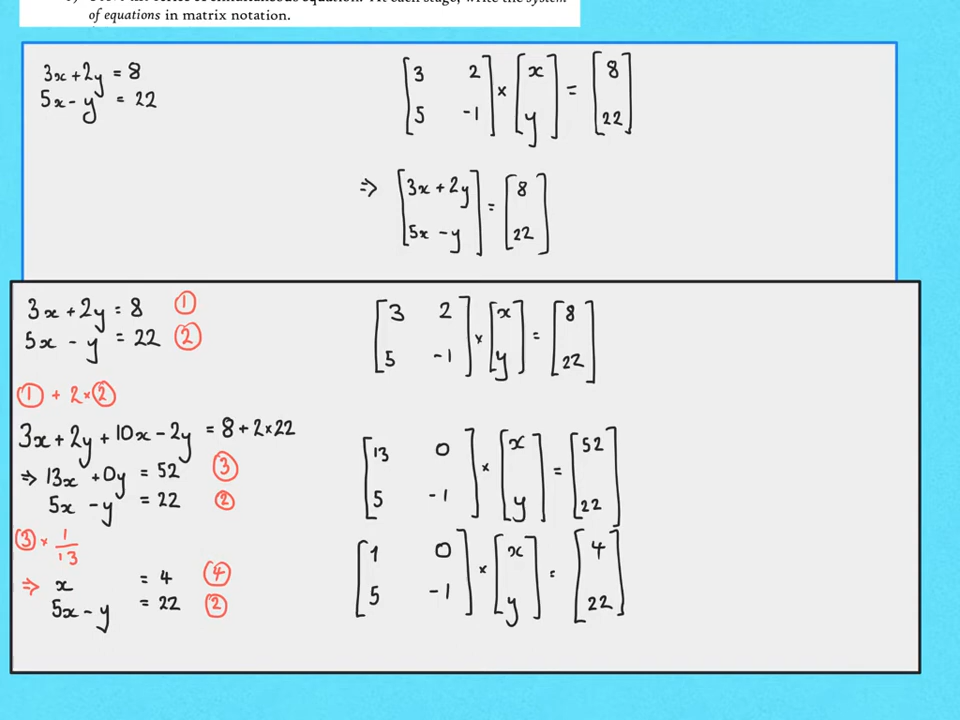 of equations in matrix notation.
3x+2y = 8
5x - y = 22
[3 2; 5 -1] × [x; y] = [8; 22]
⇒ [3x + 2y; 5x - y] = [8; 22]
3x+2y = 8 ①
5x - y = 22 ②
[3 2; 5 -1] × [x; y] = [8; 22]
① + 2×②
3x+2y+10x-2y = 8+2×22
⇒ 13x +0y = 52 ③
5x -y = 22 ②
[13 0; 5 -1] × [x; y] = [52; 22]
③ × 1/13
⇒ x = 4 ④
5x-y = 22 ②
[1 0; 5 -1] × [x; y] = [4; 22]